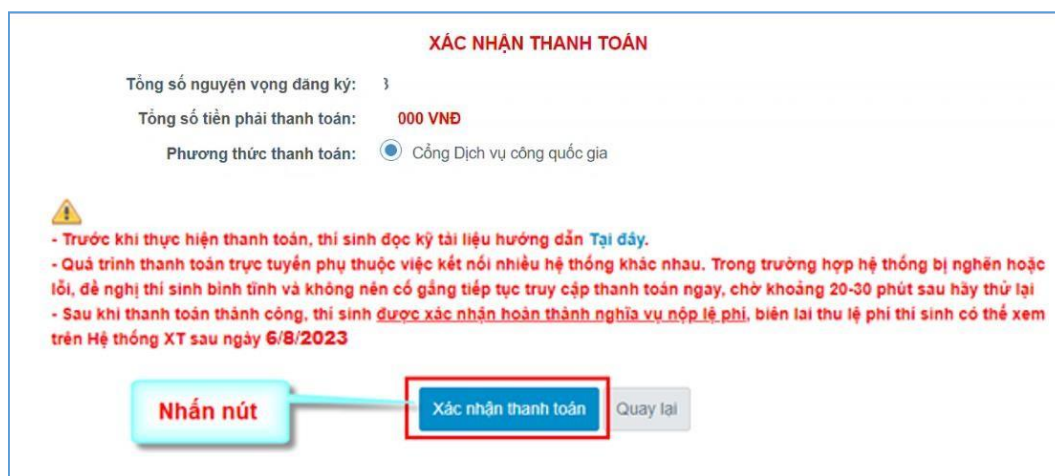 XÁC NHẬN THANH TOÁN
Tổng số nguyện vọng đăng ký: 3
Tổng số tiền phải thanh toán: 000 VNĐ
Phương thức thanh toán: Cổng Dịch vụ công quốc gia
- Trước khi thực hiện thanh toán, thí sinh đọc kỹ tài liệu hướng dẫn Tại đây.
- Quá trình thanh toán trực tuyến phụ thuộc việc kết nối nhiều hệ thống khác nhau. Trong trường hợp hệ thống bị nghẽn hoặc
lỗi, đề nghị thí sinh bình tĩnh và không nên cố gắng tiếp tục truy cập thanh toán ngay, chờ khoảng 20-30 phút sau hãy thử lại
- Sau khi thanh toán thành công, thí sinh được xác nhận hoàn thành nghĩa vụ nộp lệ phí, biên lai thu lệ phí thí sinh có thể xem
trên Hệ thống XT sau ngày 6/8/2023
Nhấn nút Xác nhận thanh toán Quay lại